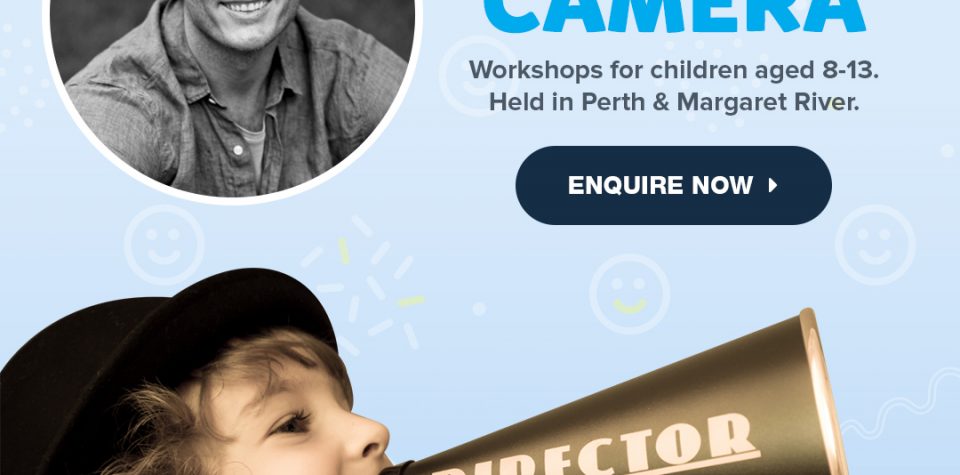 CAMERA
Workshops for children aged 8-13.
Held in Perth & Margaret River.
ENQUIRE NOW
DIRECTOR